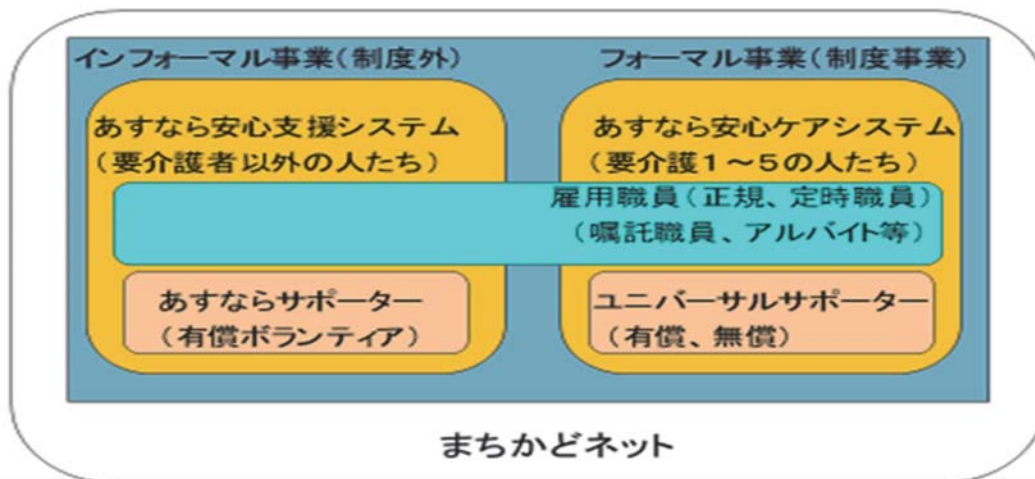 インフォーマル事業(制度外)
フォーマル事業(制度事業)
あすなら安心支援システム
(要介護者以外の人たち)
あすなら安心ケアシステム
(要介護1～5の人たち)
雇用職員(正規、定時職員)
(嘱託職員、アルバイト等)
あすならサポーター
(有償ボランティア)
ユニバーサルサポーター
(有償、無償)
まちかどネット